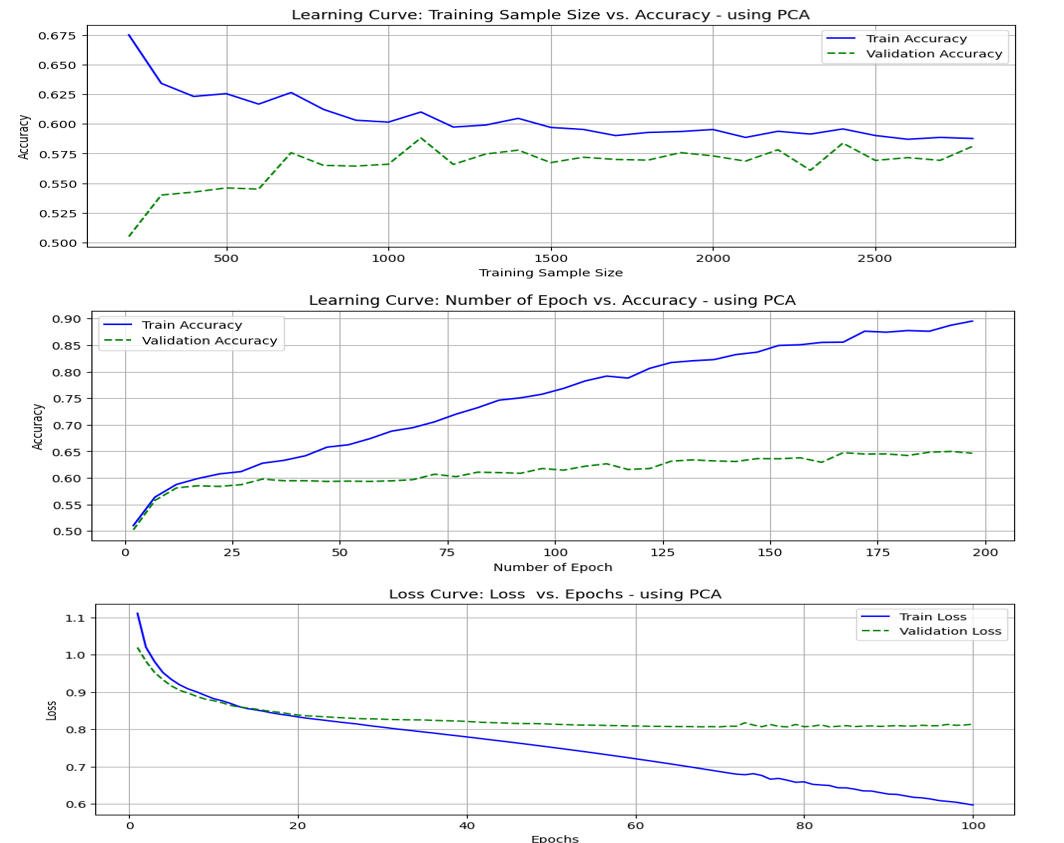 Learning Curve: Training Sample Size vs. Accuracy - using PCA
Train Accuracy
Validation Accuracy
0.675
0.650
0.625
0.600
0.575
0.550
0.525
0.500
Accuracy
500 1000 1500 2000 2500
Training Sample Size
Learning Curve: Number of Epoch vs. Accuracy - using PCA
Train Accuracy
Validation Accuracy
0.90
0.85
0.80
0.75
0.70
0.65
0.60
0.55
0.50
Accuracy
0 25 50 75 100 125 150 175 200
Number of Epoch
Loss Curve: Loss  vs. Epochs - using PCA
Train Loss
Validation Loss
1.1
1.0
0.9
0.8
0.7
0.6
Loss
0 20 40 60 80 100
Epochs